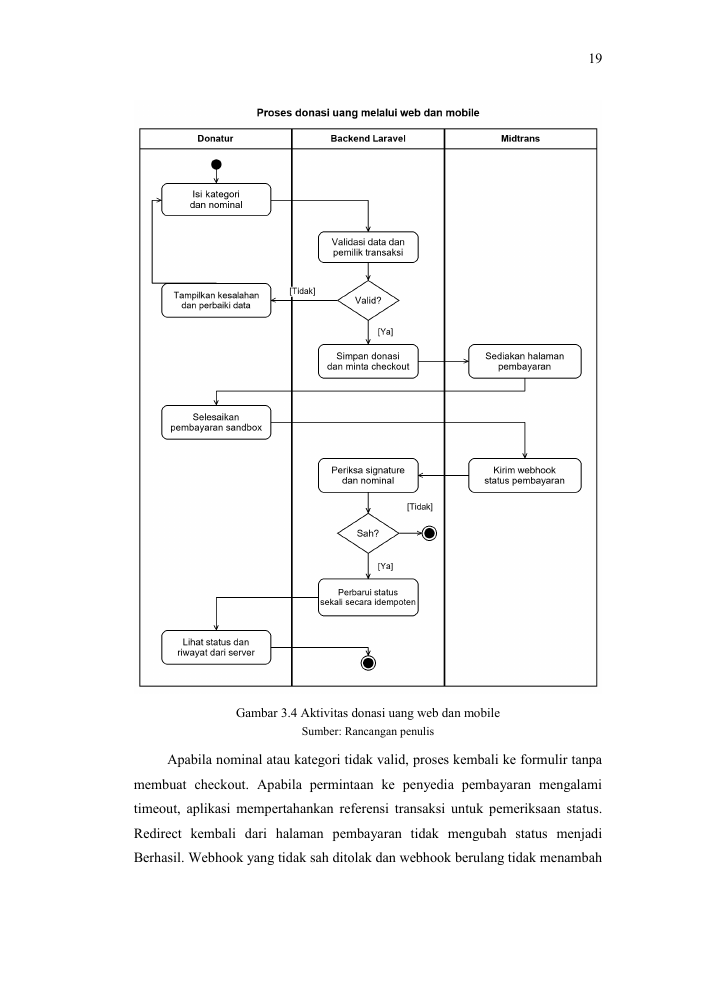 19
Proses donasi uang melalui web dan mobile
Donatur
Backend Laravel
Midtrans
Isi kategori
dan nominal
Validasi data dan
pemilik transaksi
[Tidak]
Tampilkan kesalahan
dan perbaiki data
Valid?
[Ya]
Simpan donasi
dan minta checkout
Sediakan halaman
pembayaran
Selesaikan
pembayaran sandbox
Periksa signature
dan nominal
Kirim webhook
status pembayaran
[Tidak]
Sah?
[Ya]
Perbarui status
sekali secara idempoten
Lihat status dan
riwayat dari server
Gambar 3.4 Aktivitas donasi uang web dan mobile
Sumber: Rancangan penulis
Apabila nominal atau kategori tidak valid, proses kembali ke formulir tanpa
membuat checkout. Apabila permintaan ke penyedia pembayaran mengalami
timeout, aplikasi mempertahankan referensi transaksi untuk pemeriksaan status.
Redirect kembali dari halaman pembayaran tidak mengubah status menjadi
Berhasil. Webhook yang tidak sah ditolak dan webhook berulang tidak menambah